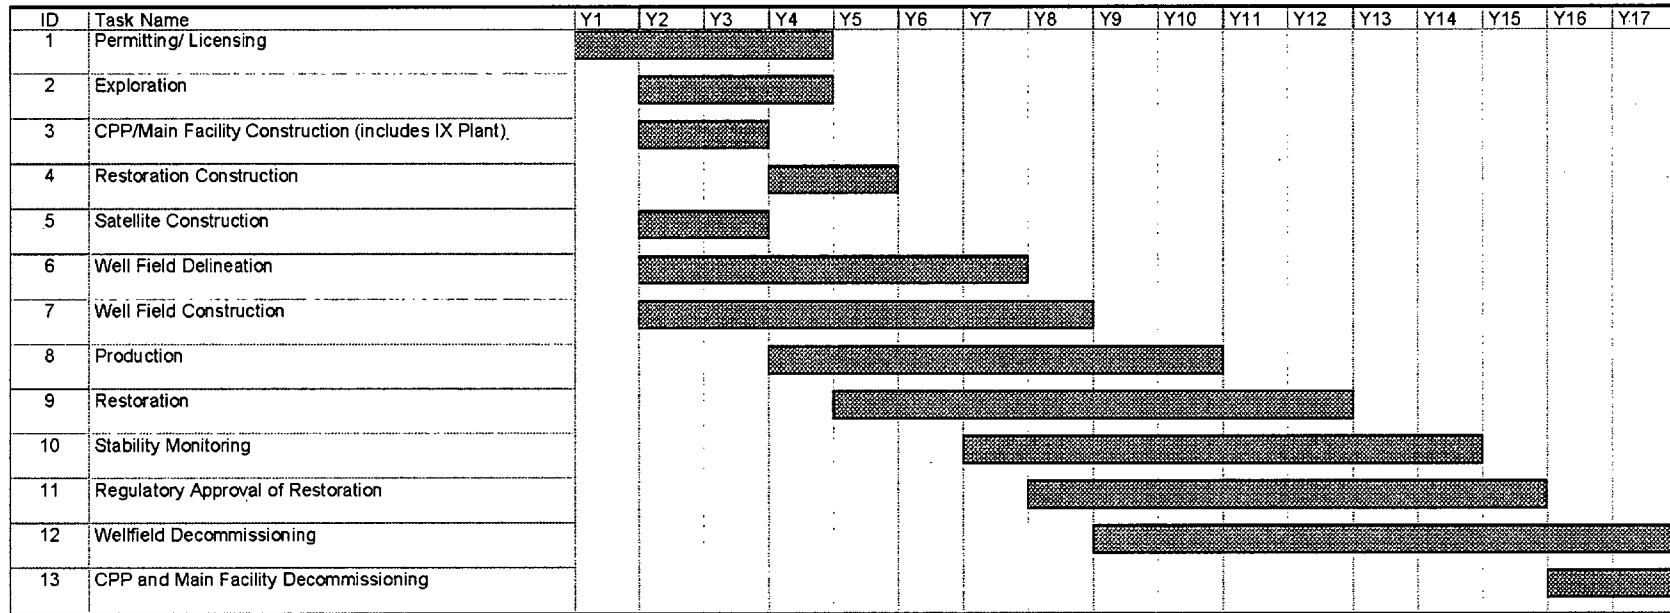 ID Task Name Y1 Y2 Y3 Y4 Y5 Y6 Y7 Y8 Y9 Y10 Y11 Y12 Y13 Y14 Y15 Y16 Y17
1 Permitting/ Licensing
2 Exploration
3 CPP/Main Facility Construction (includes IX Plant)
4 Restoration Construction
5 Satellite Construction
6 Well Field Delineation
7 Well Field Construction
8 Production
9 Restoration
10 Stability Monitoring
11 Regulatory Approval of Restoration
12 Wellfield Decommissioning
13 CPP and Main Facility Decommissioning